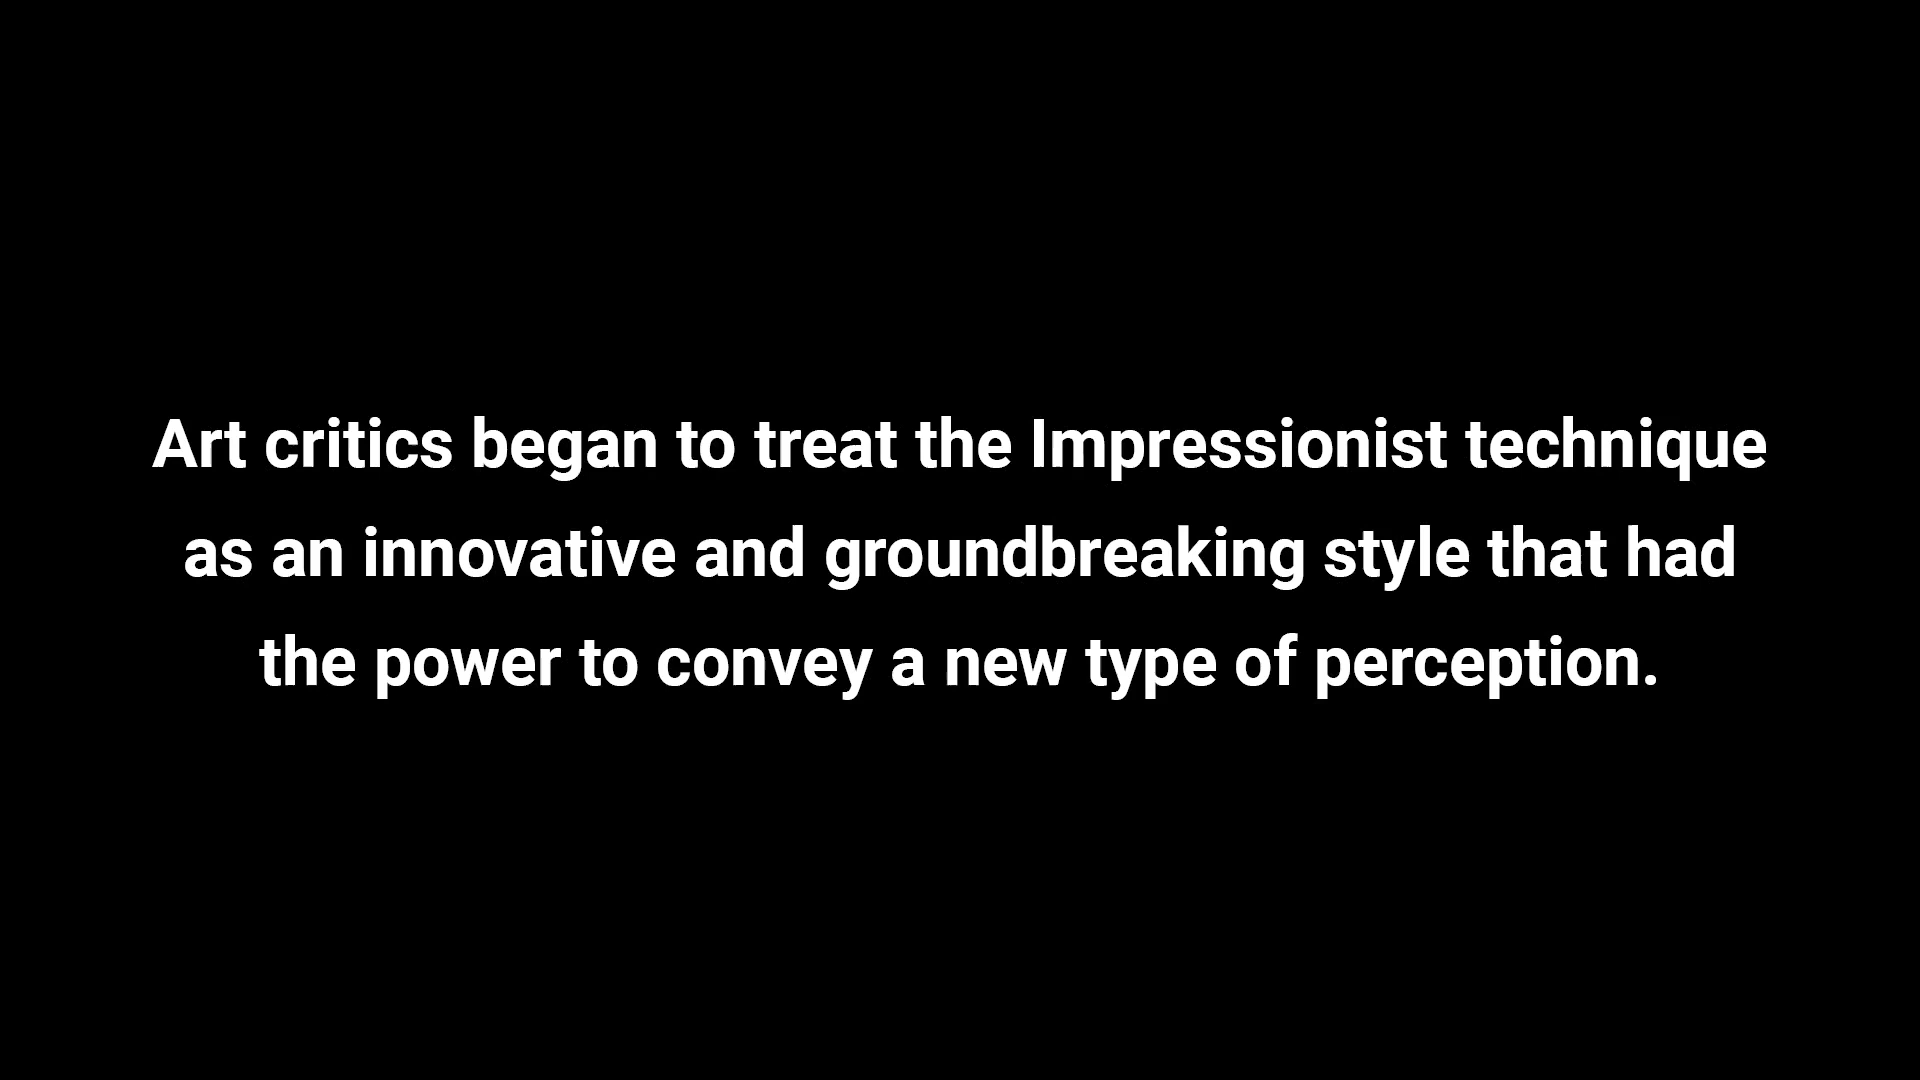 Art critics began to treat the Impressionist technique
as an innovative and groundbreaking style that had
the power to convey a new type of perception.